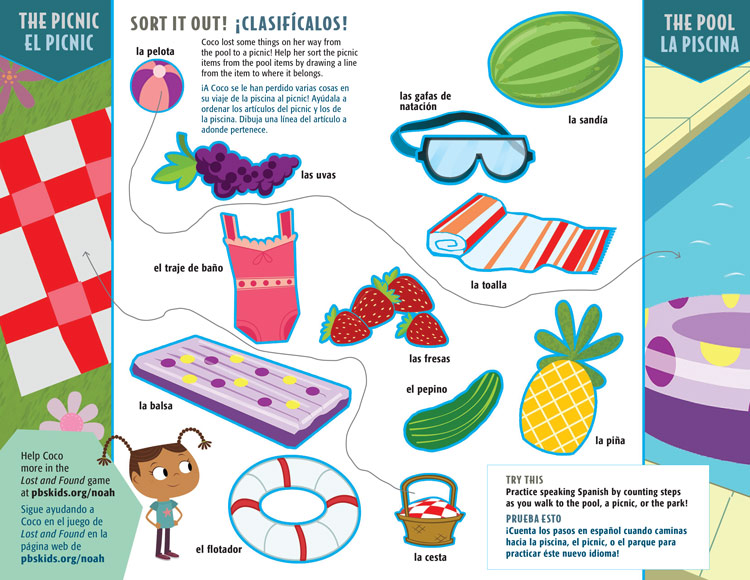 THE PICNIC
EL PICNIC
SORT IT OUT! ¡CLASIFÍCALOS!
Coco lost some things on her way from
the pool to a picnic! Help her sort the picnic
items from the pool items by drawing a line
from the item to where it belongs.
¡A Coco se le han perdido varias cosas en
su viaje de la piscina al picnic! Ayúdala a
ordenar los artículos del picnic y los de
la piscina. Dibuja una línea del artículo a
adonde pertenece.
THE POOL
LA PISCINA
la pelota
las gafas de
natación
la sandía
las uvas
el traje de baño
la toalla
las fresas
la balsa
el pepino
la piña
el flotador
la cesta
Help Coco
more in the
Lost and Found game
at pbskids.org/noah
Sigue ayudando a
Coco en el juego de
Lost and Found en la
página web de
pbskids.org/noah
TRY THIS
Practice speaking Spanish by counting steps
as you walk to the pool, a picnic, or the park!
PRUEBA ESTO
¡Cuenta los pasos en español cuando caminas
hacia la piscina, el picnic, o el parque para
practicar éste nuevo idioma!